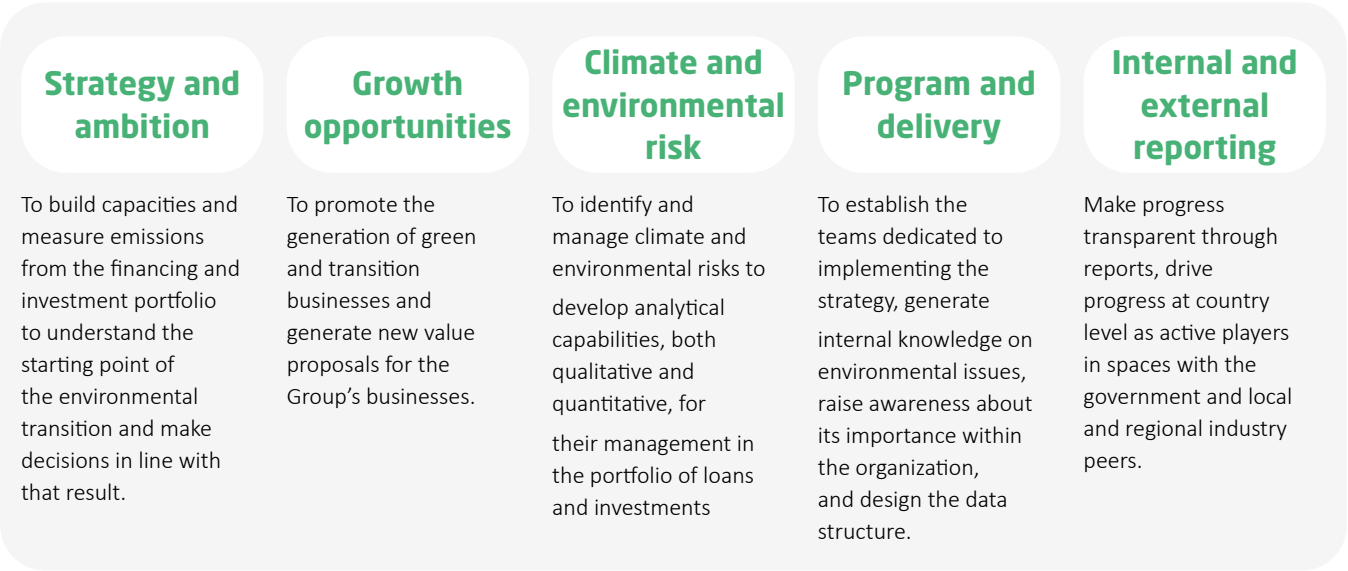 Strategy and
ambition
To build capacities and
measure emissions
from the financing and
investment portfolio
to understand the
starting point of
the environmental
transition and make
decisions in line with
that result.
Growth
opportunities
To promote the
generation of green
and transition
businesses and
generate new value
proposals for the
Group’s businesses.
Climate and
environmental
risk
To identify and
manage climate and
environmental risks to
develop analytical
capabilities, both
qualitative and
quantitative, for
their management in
the portfolio of loans
and investments
Program and
delivery
To establish the
teams dedicated to
implementing the
strategy, generate
internal knowledge on
environmental issues,
raise awareness about
its importance within
the organization,
and design the data
structure.
Internal and
external
reporting
Make progress
transparent through
reports, drive
progress at country
level as active players
in spaces with the
government and local
and regional industry
peers.